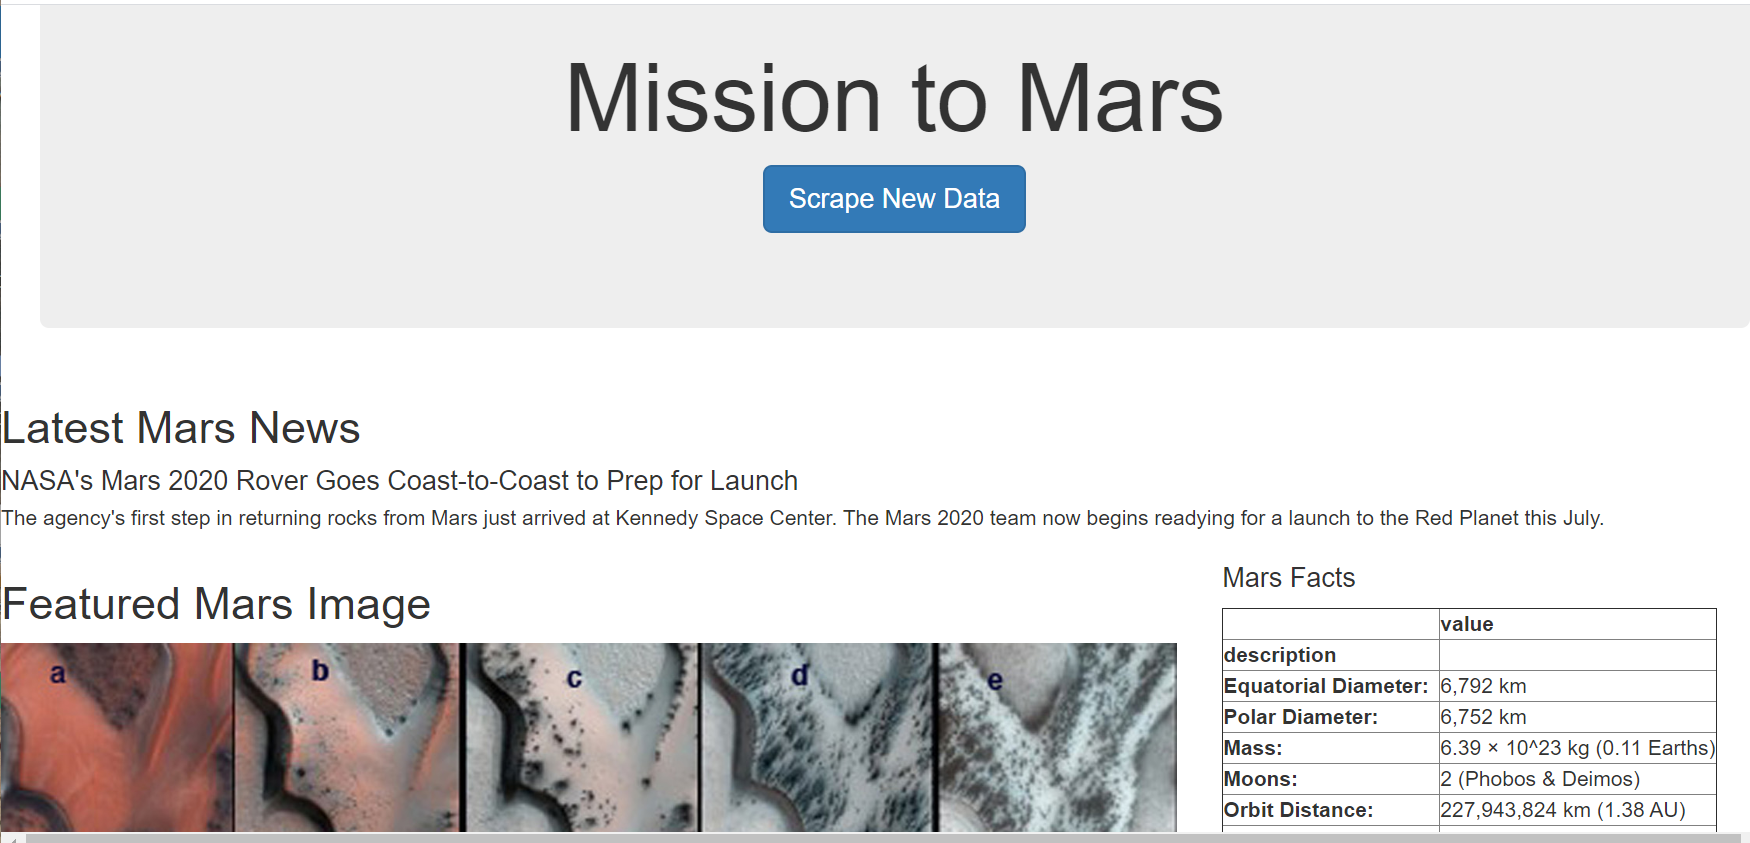 Mission to Mars
Scrape New Data
Latest Mars News
NASA's Mars 2020 Rover Goes Coast-to-Coast to Prep for Launch
The agency's first step in returning rocks from Mars just arrived at Kennedy Space Center. The Mars 2020 team now begins readying for a launch to the Red Planet this July.
Featured Mars Image
a b c d e
Mars Facts
value
description
Equatorial Diameter: 6,792 km
Polar Diameter: 6,752 km
Mass: 6.39 × 10^23 kg (0.11 Earths)
Moons: 2 (Phobos & Deimos)
Orbit Distance: 227,943,824 km (1.38 AU)